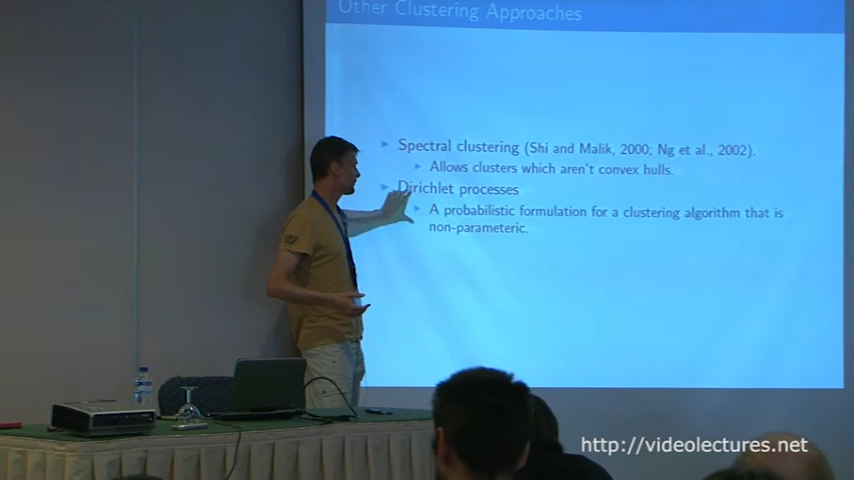 Other Clustering Approaches
Spectral clustering (Shi and Malik, 2000; Ng et al., 2002).
Allows clusters which aren't convex hulls.
Dirichlet processes
A probabilistic formulation for a clustering algorithm that is
non-parameteric.
http://videolectures.net